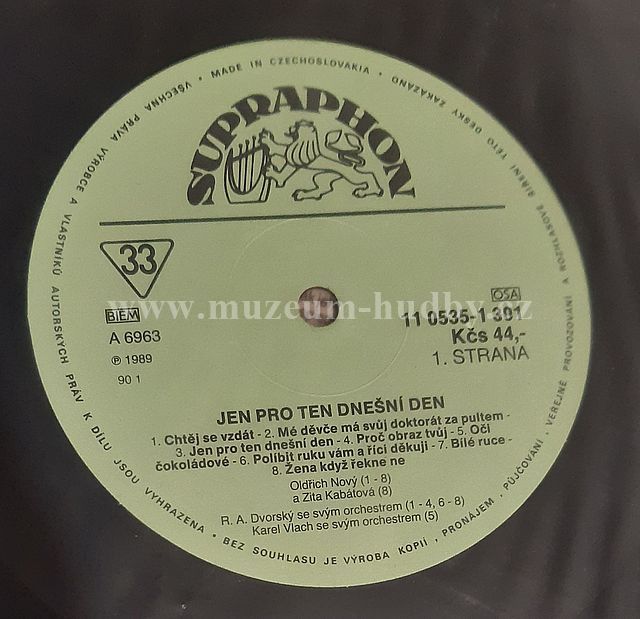 VŠECHNA PRÁVA VÝROBCE A VLASTNÍKŮ AUTORSKÝCH PRÁV K DÍLU JSOU VYHRAZENA • BEZ SOUHLASU JE VÝROBA KOPIÍ, PRONÁJEM, PŮJČOVÁNÍ, VEŘEJNÉ PROVOZOVÁNÍ A ROZHLASOVÉ ŠÍŘENÍ TÉTO DESKY ZAKÁZÁNO • MADE IN CZECHOSLOVAKIA •
SUPRAPHON
33
www.muzeum-hudby.cz
BIEM
OSA
A 6963
11 0535-1 301
Kčs 44,-
℗ 1989
1. STRANA
90 1
JEN PRO TEN DNEŠNÍ DEN
1. Chtěj se vzdát - 2. Mé děvče má svůj doktorát za pultem -
3. Jen pro ten dnešní den - 4. Proč obraz tvůj - 5. Oči
čokoládové - 6. Políbit ruku vám a říci děkuji - 7. Bílé ruce -
8. Žena když řekne ne
Oldřich Nový (1 - 8)
a Zita Kabátová (8)
R. A. Dvorský se svým orchestrem (1 - 4, 6 - 8)
Karel Vlach se svým orchestrem (5)